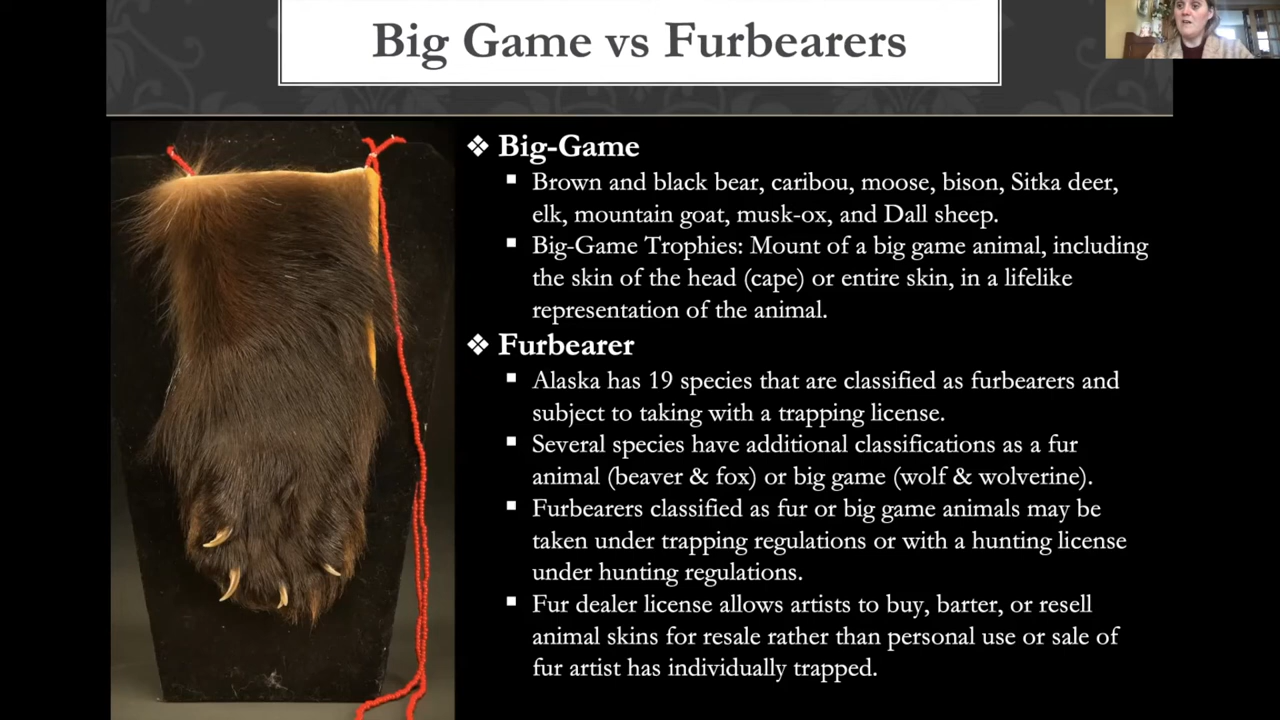 Big Game vs Furbearers
❖ Big-Game
▪ Brown and black bear, caribou, moose, bison, Sitka deer,
elk, mountain goat, musk-ox, and Dall sheep.
▪ Big-Game Trophies: Mount of a big game animal, including
the skin of the head (cape) or entire skin, in a lifelike
representation of the animal.
❖ Furbearer
▪ Alaska has 19 species that are classified as furbearers and
subject to taking with a trapping license.
▪ Several species have additional classifications as a fur
animal (beaver & fox) or big game (wolf & wolverine).
▪ Furbearers classified as fur or big game animals may be
taken under trapping regulations or with a hunting license
under hunting regulations.
▪ Fur dealer license allows artists to buy, barter, or resell
animal skins for resale rather than personal use or sale of
fur artist has individually trapped.